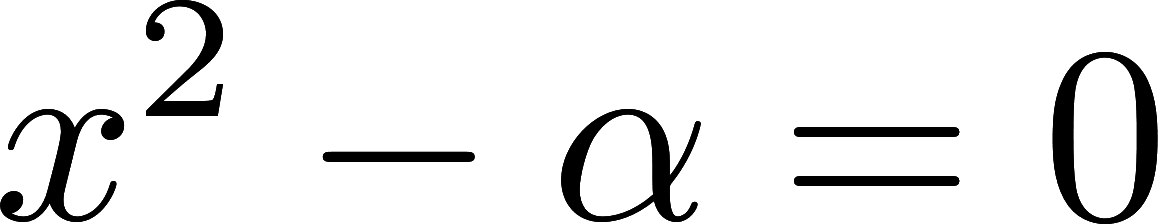 x² − α = 0